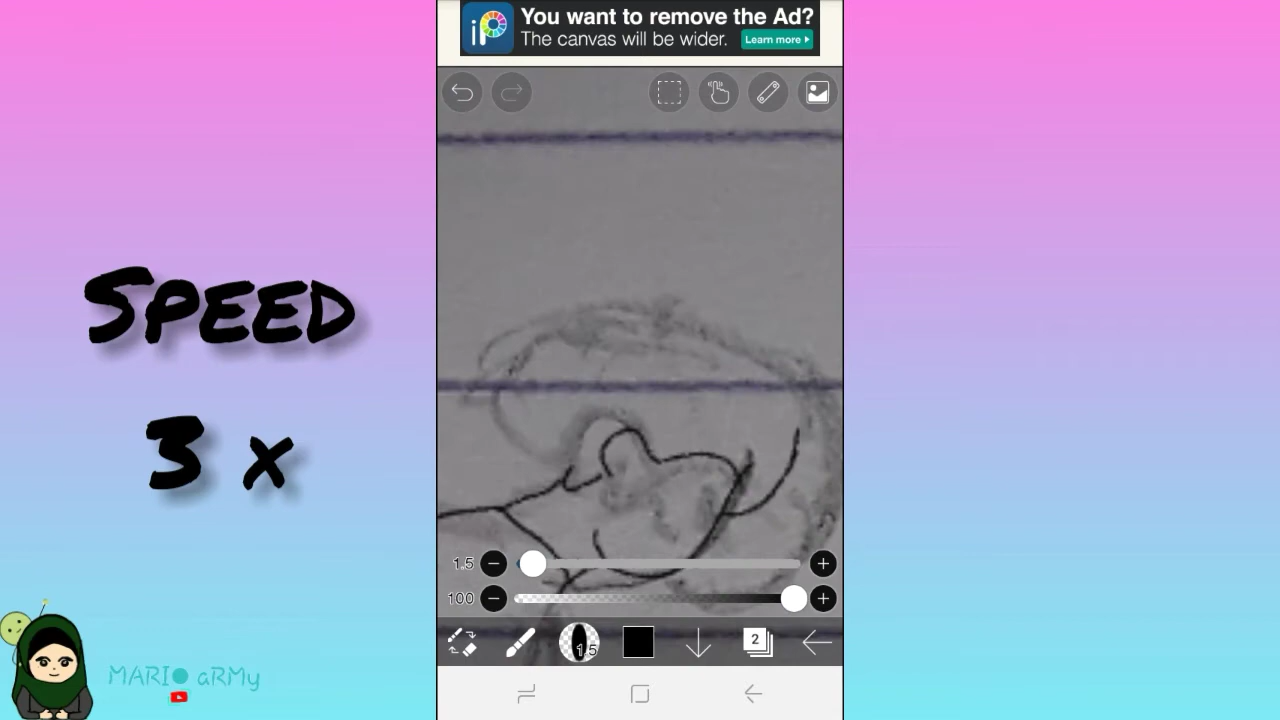 You want to remove the Ad?
The canvas will be wider. Learn more
iP
SPEED
3 x
1.5
100
1.5
2
MARIO aRMy